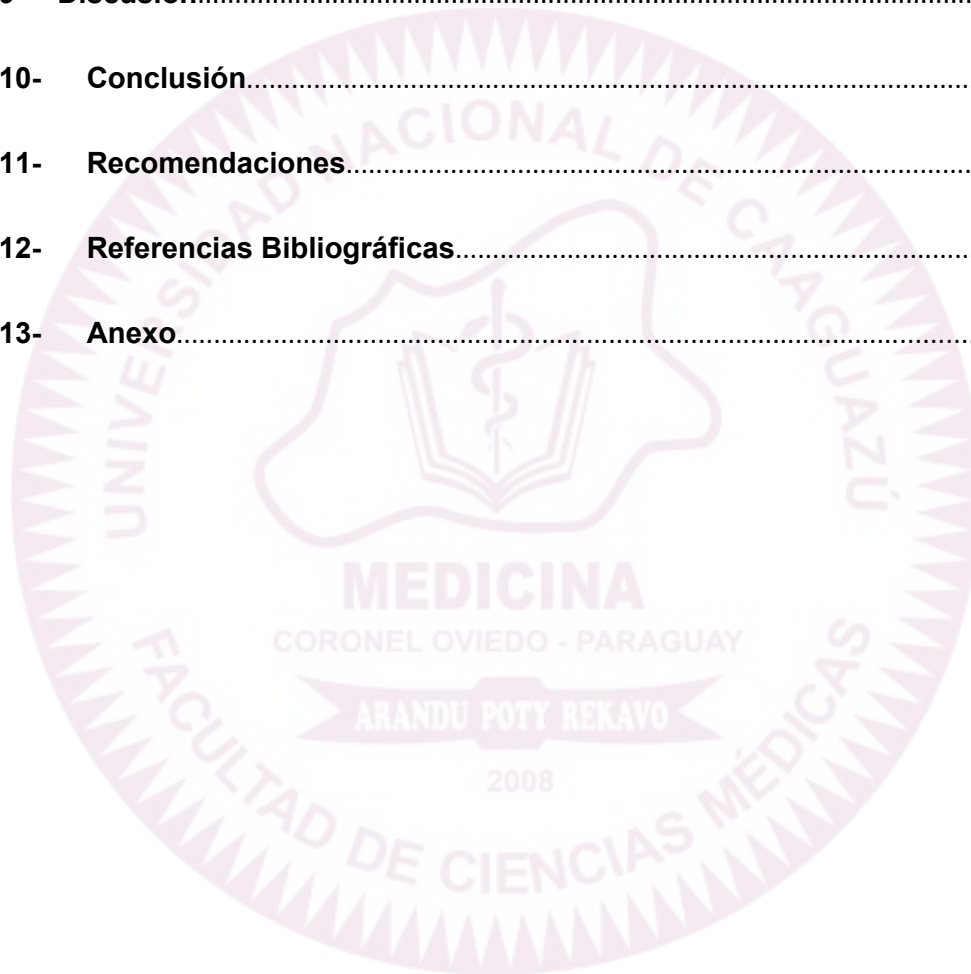 Discusión...
10- Conclusión...
11- Recomendaciones...
12- Referencias Bibliográficas...
13- Anexo...
UNIVERSIDAD NACIONAL DE CAAGUAZÚ
MEDICINA
CORONEL OVIEDO - PARAGUAY
ARANDU POTY REKAVO
2008
FACULTAD DE CIENCIAS MÉDICAS